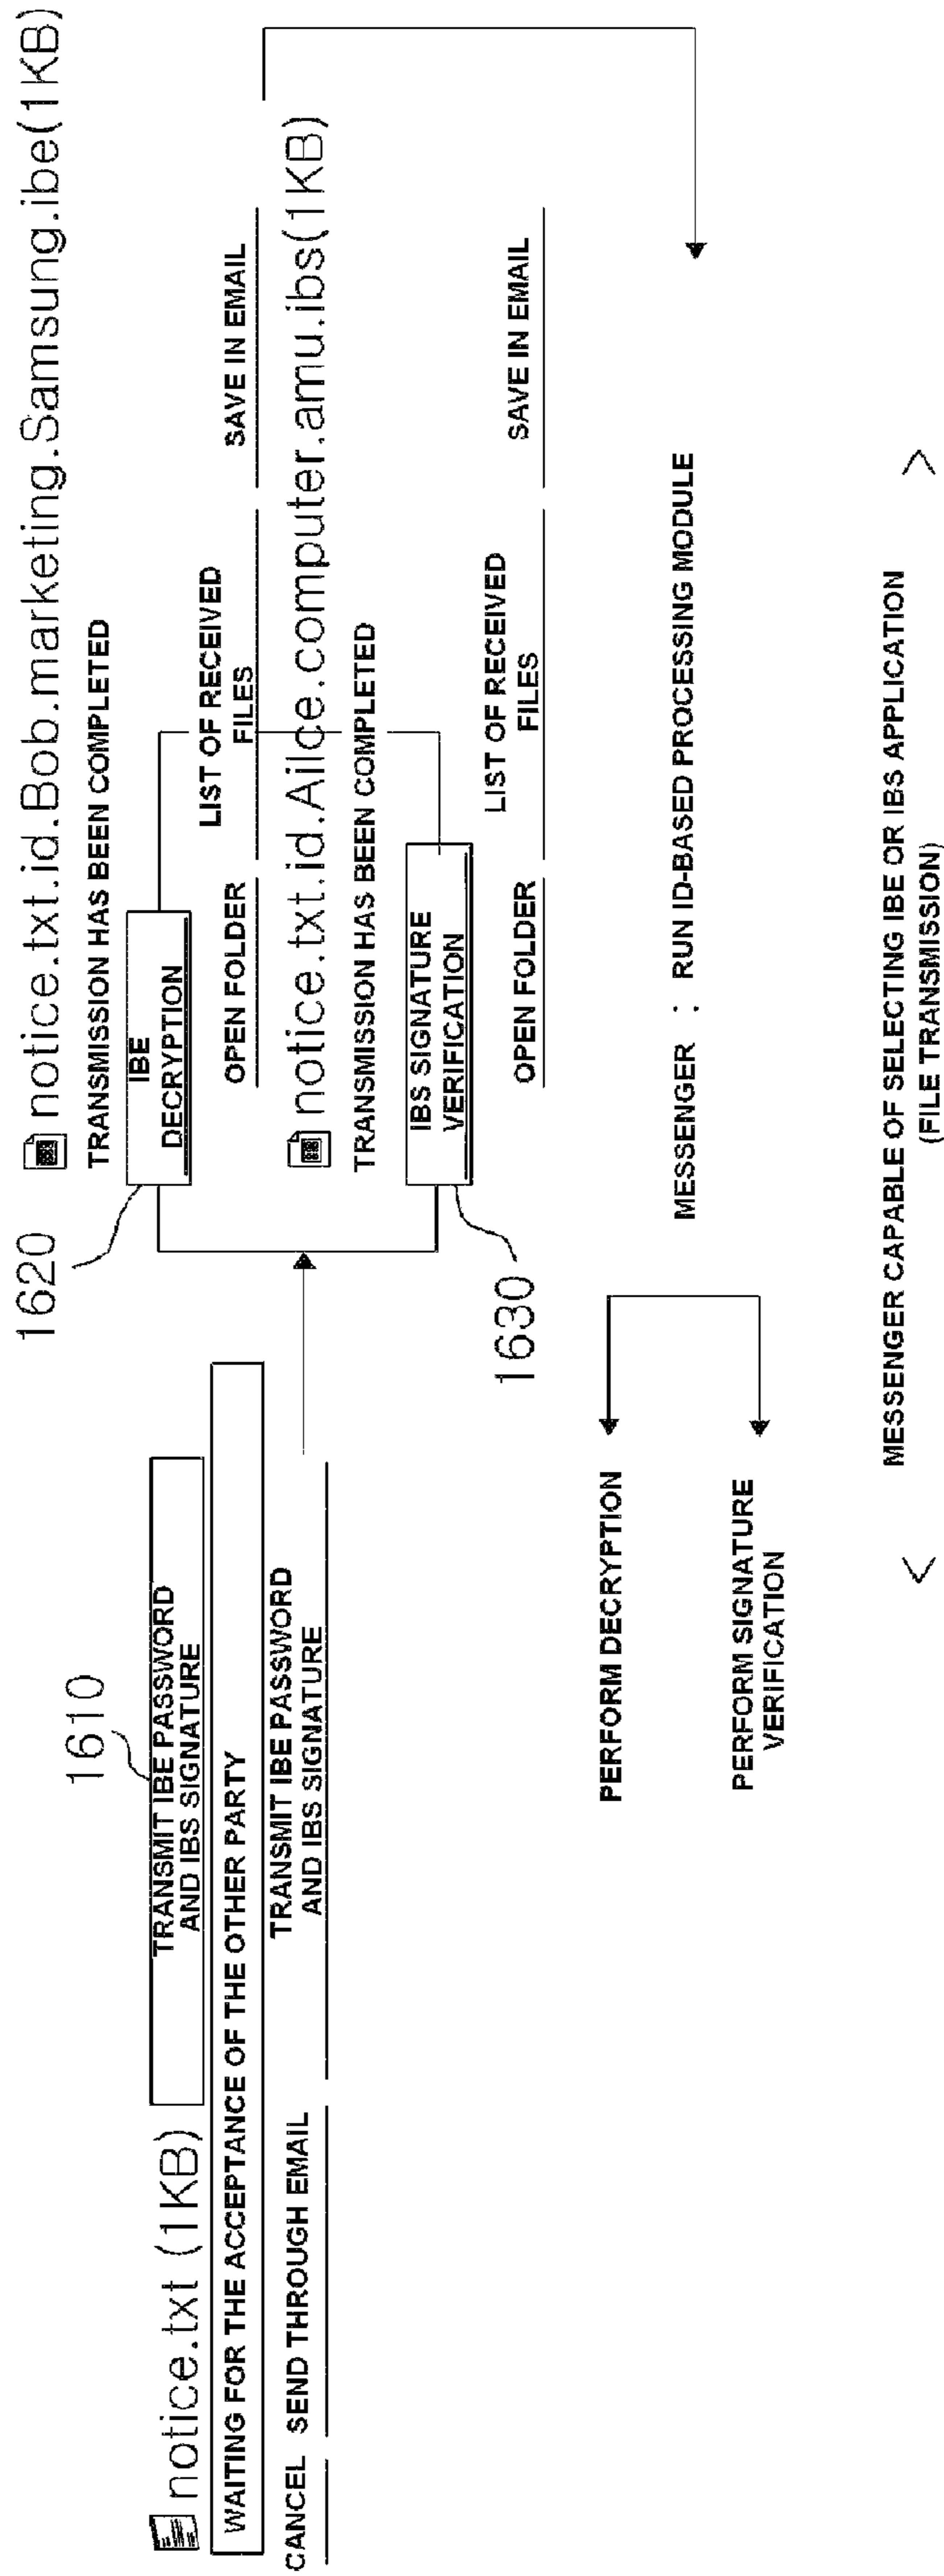 1610
notice.txt (1KB)
TRANSMIT IBE PASSWORD
AND IBS SIGNATURE
WAITING FOR THE ACCEPTANCE OF THE OTHER PARTY
CANCEL SEND THROUGH EMAIL TRANSMIT IBE PASSWORD
AND IBS SIGNATURE
1620
notice.txt.id.Bob.marketing.Samsung.ibe(1KB)
TRANSMISSION HAS BEEN COMPLETED
IBE
DECRYPTION
OPEN FOLDER LIST OF RECEIVED
FILES SAVE IN EMAIL
notice.txt.id.Ailce.computer.amu.ibs(1KB)
TRANSMISSION HAS BEEN COMPLETED
IBS SIGNATURE
VERIFICATION
1630
OPEN FOLDER LIST OF RECEIVED
FILES SAVE IN EMAIL
PERFORM DECRYPTION
MESSENGER : RUN ID-BASED PROCESSING MODULE
PERFORM SIGNATURE
VERIFICATION
< MESSENGER CAPABLE OF SELECTING IBE OR IBS APPLICATION >
(FILE TRANSMISSION)